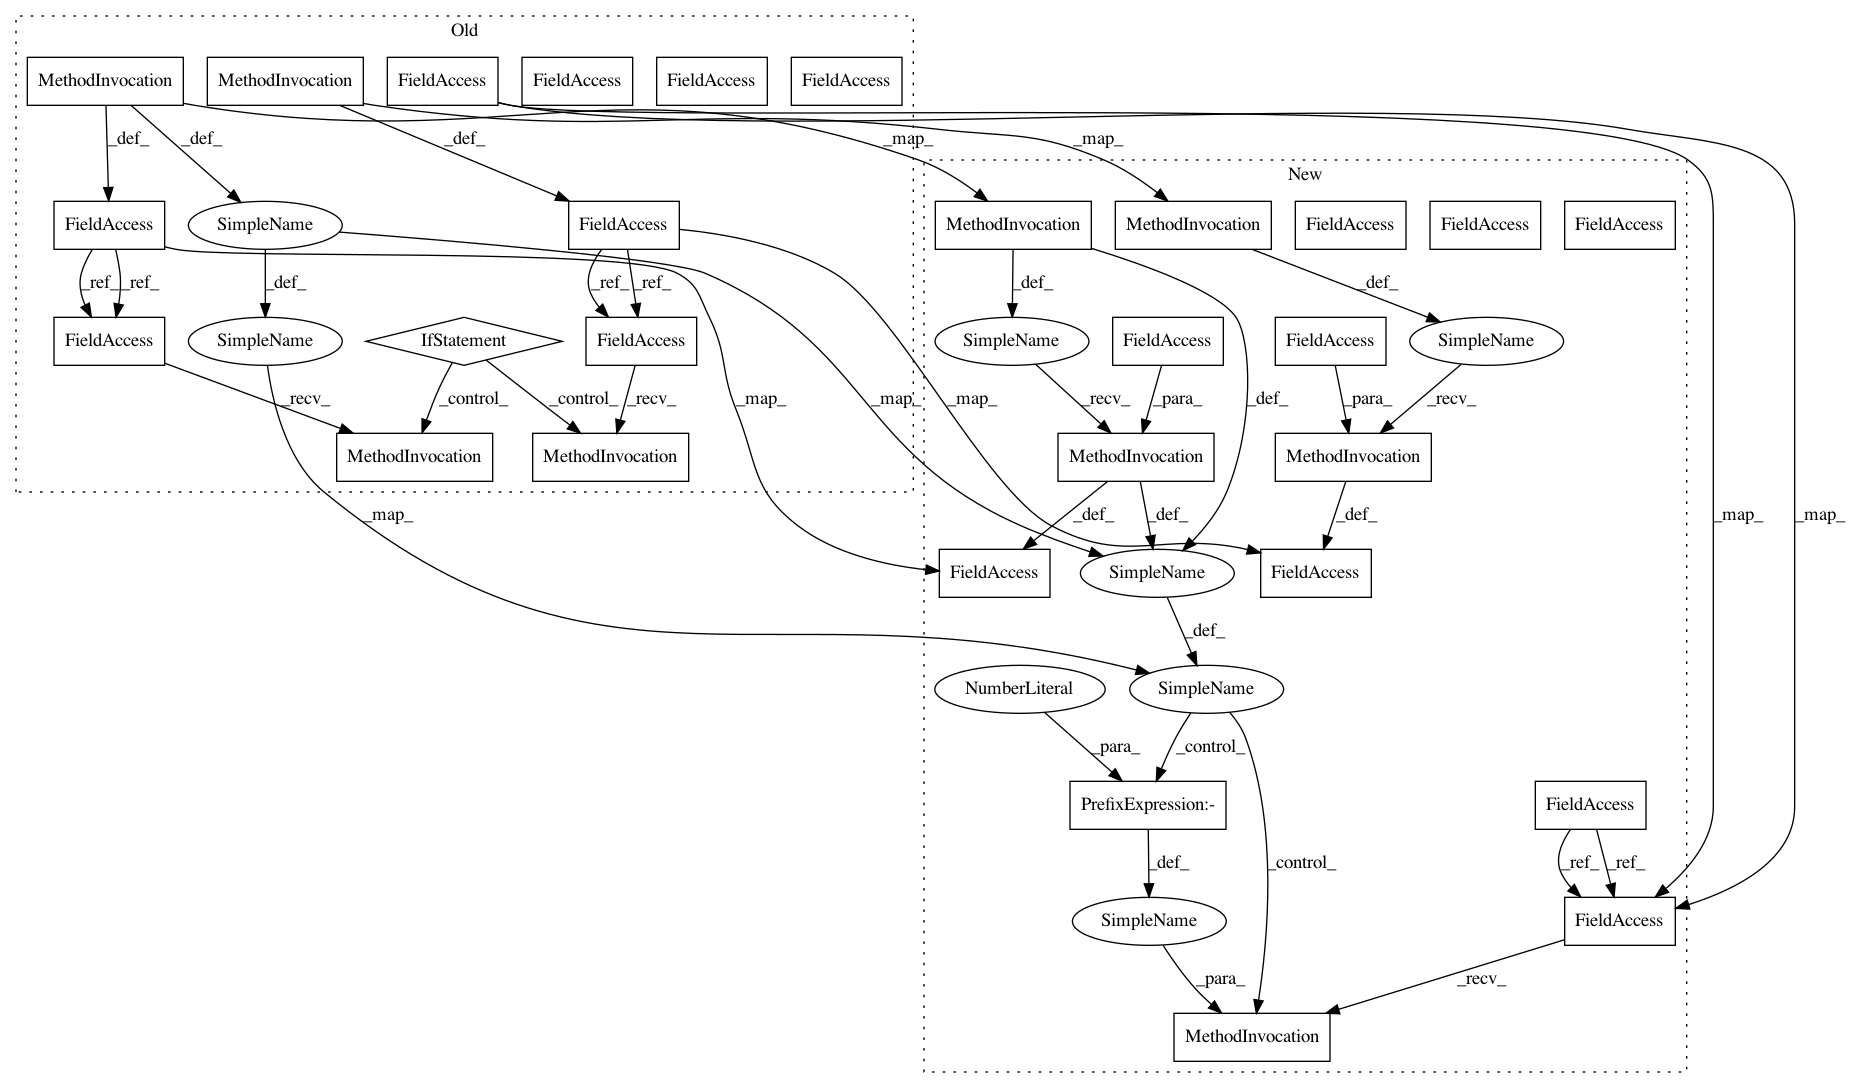 Old
MethodInvocation MethodInvocation FieldAccess FieldAccess FieldAccess FieldAccess
_def_ _def_ _def_ _map_ _map_
New
FieldAccess SimpleName FieldAccess MethodInvocation MethodInvocation FieldAccess FieldAccess FieldAccess
_ref_ _ref_ _def_ _ref_ _ref_ _def_ _def_
FieldAccess SimpleName IfStatement FieldAccess SimpleName FieldAccess FieldAccess SimpleName
_recv_ _control_ _control_ _recv_ _map_ _map_ _map_ _recv_ _para_ _def_ _para_ _recv_
MethodInvocation MethodInvocation MethodInvocation MethodInvocation
_map_ _def_ _def_ _def_ _map_ _map_
FieldAccess SimpleName FieldAccess
_def_
NumberLiteral SimpleName
_para_ _control_
PrefixExpression:- FieldAccess
_def_ _control_ _ref_ _ref_
SimpleName FieldAccess
_para_ _recv_
MethodInvocation